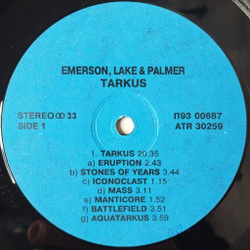 EMERSON, LAKE & PALMER
TARKUS
STEREO 33 П93 00687
SIDE 1 ATR 30259
1. TARKUS 20.35
a) ERUPTION 2.43
b) STONES OF YEARS 3.44
c) ICONOCLAST 1.15
d) MASS 3.11
e) MANTICORE 1.52
f) BATTLEFIELD 3.51
g) AQUATARKUS 3.59